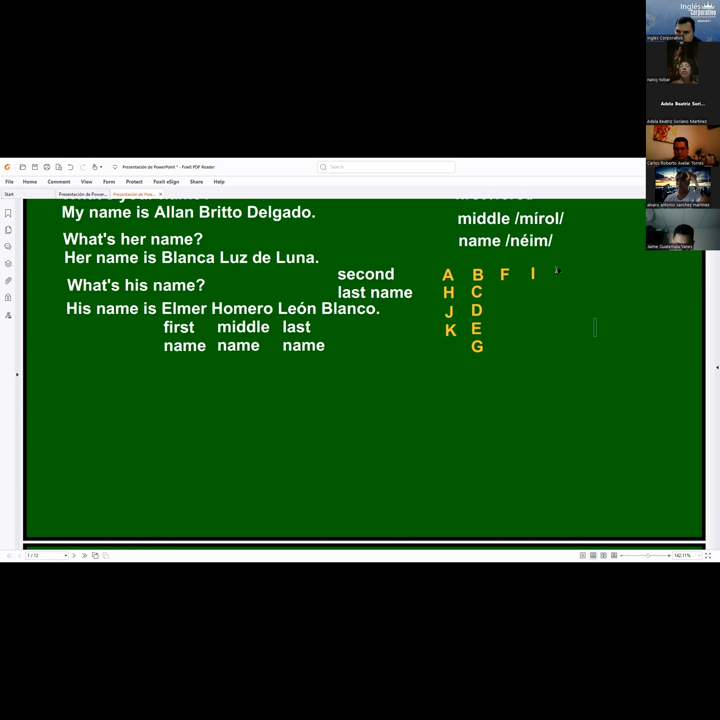 Inglés
Corporativo
Ingles Corporativo
nancy tobar
Adela Beatriz Sori...
Adela Beatriz Soriano Martínez
Carlos Roberto Avelar Torres
alvaro antonio sanchez martinez
Jaime Guatemala Yanes
Presentación de PowerPoint * - Foxit PDF Reader
Search
File Home Comment View Form Protect Foxit eSign Share Help
Start Presentación de Power... Presentación de Pow...
My name is Allan Britto Delgado.
What's her name?
Her name is Blanca Luz de Luna.
What's his name?
His name is Elmer Homero León Blanco.
first middle last
name name name
second
last name
middle /mírol/
name /néim/
A B F I
H C
J D
K E
G
1 / 12
142.11%